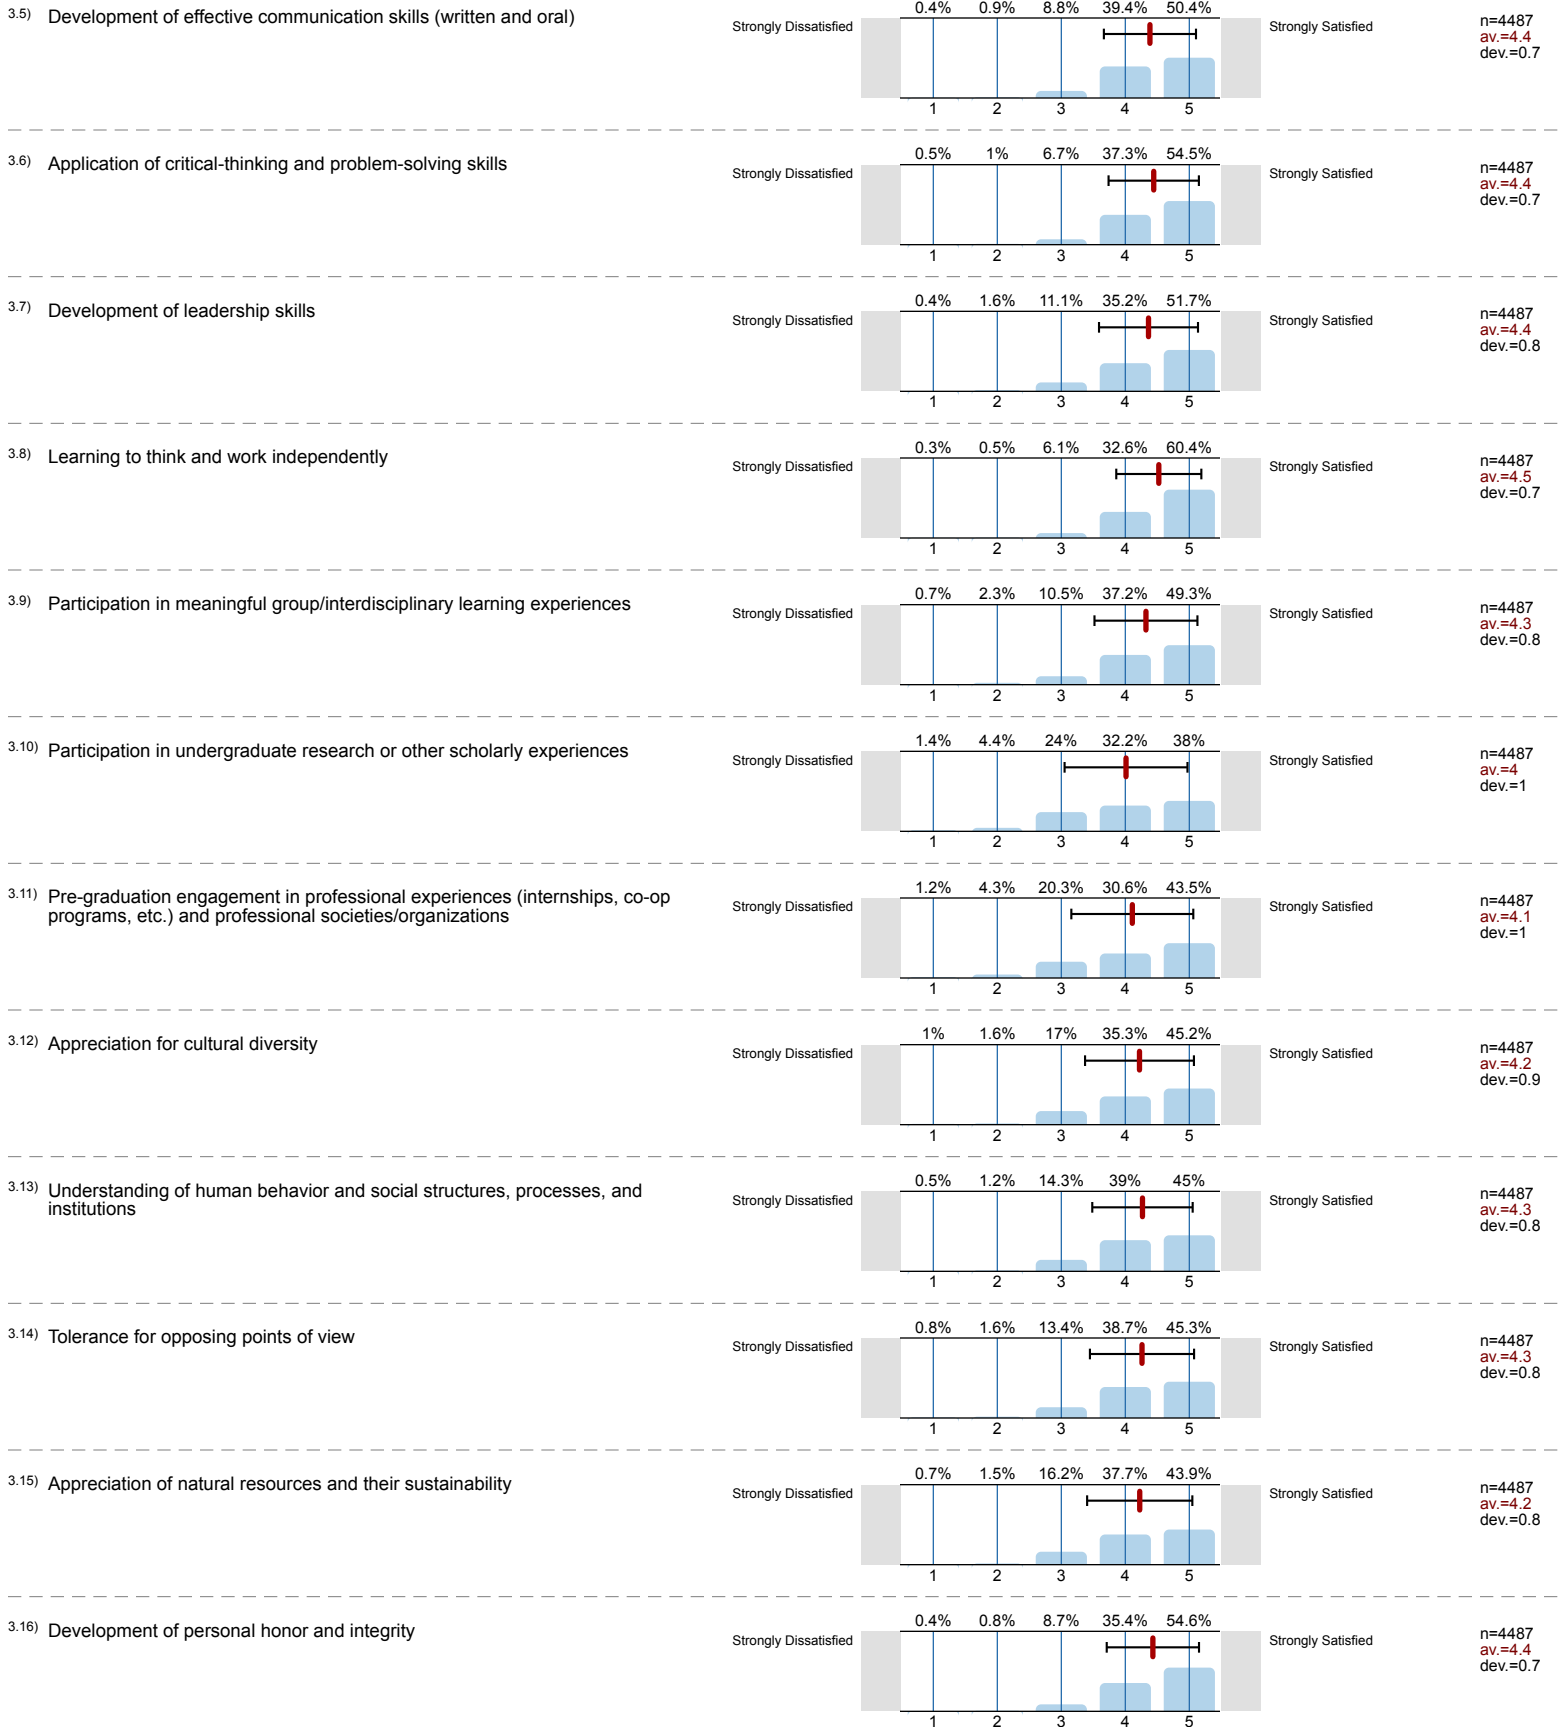 3.5) Development of effective communication skills (written and oral)
0.4% 0.9% 8.8% 39.4% 50.4%
Strongly Dissatisfied Strongly Satisfied
n=4487
av.=4.4
dev.=0.7
1 2 3 4 5
3.6) Application of critical-thinking and problem-solving skills
0.5% 1% 6.7% 37.3% 54.5%
Strongly Dissatisfied Strongly Satisfied
n=4487
av.=4.4
dev.=0.7
1 2 3 4 5
3.7) Development of leadership skills
0.4% 1.6% 11.1% 35.2% 51.7%
Strongly Dissatisfied Strongly Satisfied
n=4487
av.=4.4
dev.=0.8
1 2 3 4 5
3.8) Learning to think and work independently
0.3% 0.5% 6.1% 32.6% 60.4%
Strongly Dissatisfied Strongly Satisfied
n=4487
av.=4.5
dev.=0.7
1 2 3 4 5
3.9) Participation in meaningful group/interdisciplinary learning experiences
0.7% 2.3% 10.5% 37.2% 49.3%
Strongly Dissatisfied Strongly Satisfied
n=4487
av.=4.3
dev.=0.8
1 2 3 4 5
3.10) Participation in undergraduate research or other scholarly experiences
1.4% 4.4% 24% 32.2% 38%
Strongly Dissatisfied Strongly Satisfied
n=4487
av.=4
dev.=1
1 2 3 4 5
3.11) Pre-graduation engagement in professional experiences (internships, co-op
programs, etc.) and professional societies/organizations
1.2% 4.3% 20.3% 30.6% 43.5%
Strongly Dissatisfied Strongly Satisfied
n=4487
av.=4.1
dev.=1
1 2 3 4 5
3.12) Appreciation for cultural diversity
1% 1.6% 17% 35.3% 45.2%
Strongly Dissatisfied Strongly Satisfied
n=4487
av.=4.2
dev.=0.9
1 2 3 4 5
3.13) Understanding of human behavior and social structures, processes, and
institutions
0.5% 1.2% 14.3% 39% 45%
Strongly Dissatisfied Strongly Satisfied
n=4487
av.=4.3
dev.=0.8
1 2 3 4 5
3.14) Tolerance for opposing points of view
0.8% 1.6% 13.4% 38.7% 45.3%
Strongly Dissatisfied Strongly Satisfied
n=4487
av.=4.3
dev.=0.8
1 2 3 4 5
3.15) Appreciation of natural resources and their sustainability
0.7% 1.5% 16.2% 37.7% 43.9%
Strongly Dissatisfied Strongly Satisfied
n=4487
av.=4.2
dev.=0.8
1 2 3 4 5
3.16) Development of personal honor and integrity
0.4% 0.8% 8.7% 35.4% 54.6%
Strongly Dissatisfied Strongly Satisfied
n=4487
av.=4.4
dev.=0.7
1 2 3 4 5